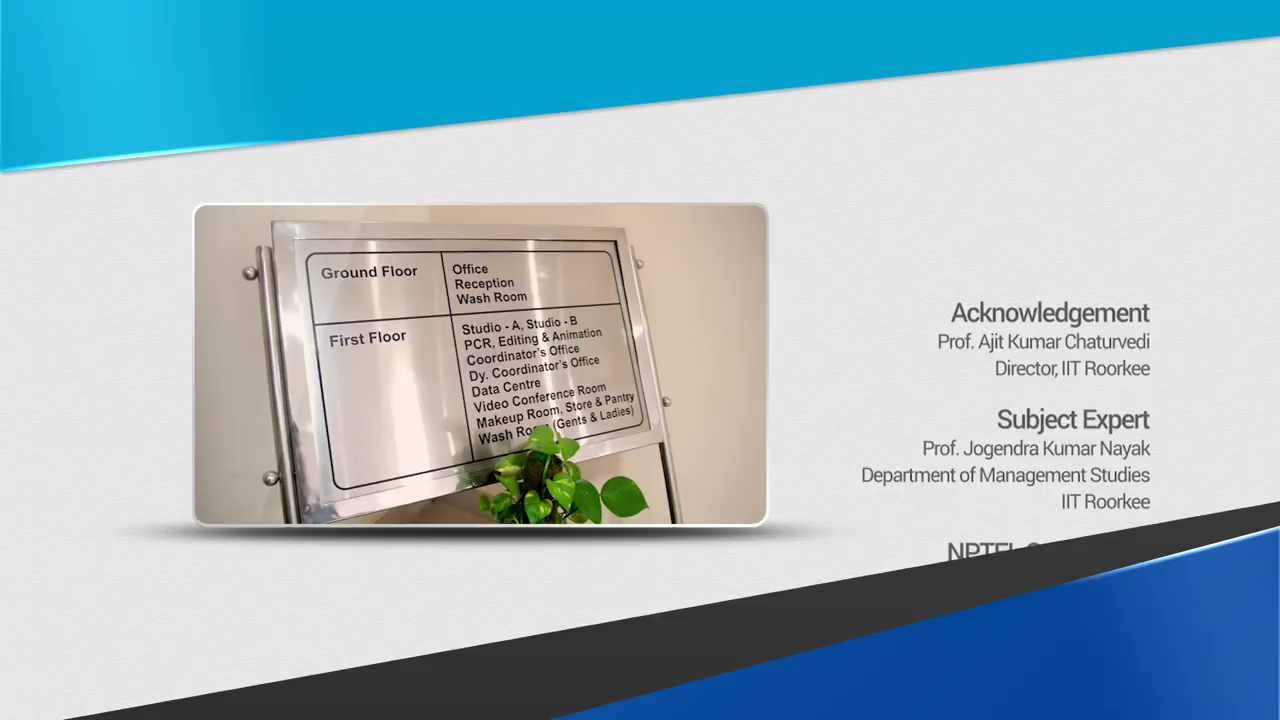 Ground Floor
Office
Reception
Wash Room
First Floor
Studio - A, Studio - B
PCR, Editing & Animation
Coordinator's Office
Dy. Coordinator's Office
Data Centre
Video Conference Room
Makeup Room, Store & Pantry
Wash Room (Gents & Ladies)
Acknowledgement
Prof. Ajit Kumar Chaturvedi
Director, IIT Roorkee
Subject Expert
Prof. Jogendra Kumar Nayak
Department of Management Studies
IIT Roorkee
NPTEL